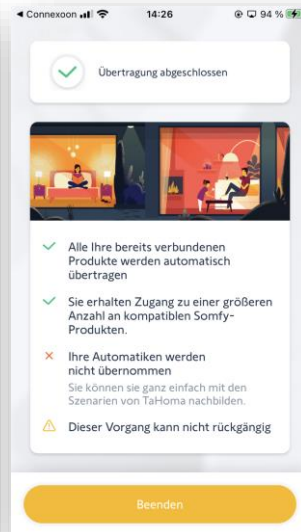 Connexoon
14:26
94 %
Übertragung abgeschlossen
Alle Ihre bereits verbundenen
Produkte werden automatisch
übertragen
Sie erhalten Zugang zu einer größeren
Anzahl an kompatiblen Somfy-
Produkten.
Ihre Automatiken werden
nicht übernommen
Sie können sie ganz einfach mit den
Szenarien von TaHoma nachbilden.
Dieser Vorgang kann nicht rückgängig
Beenden